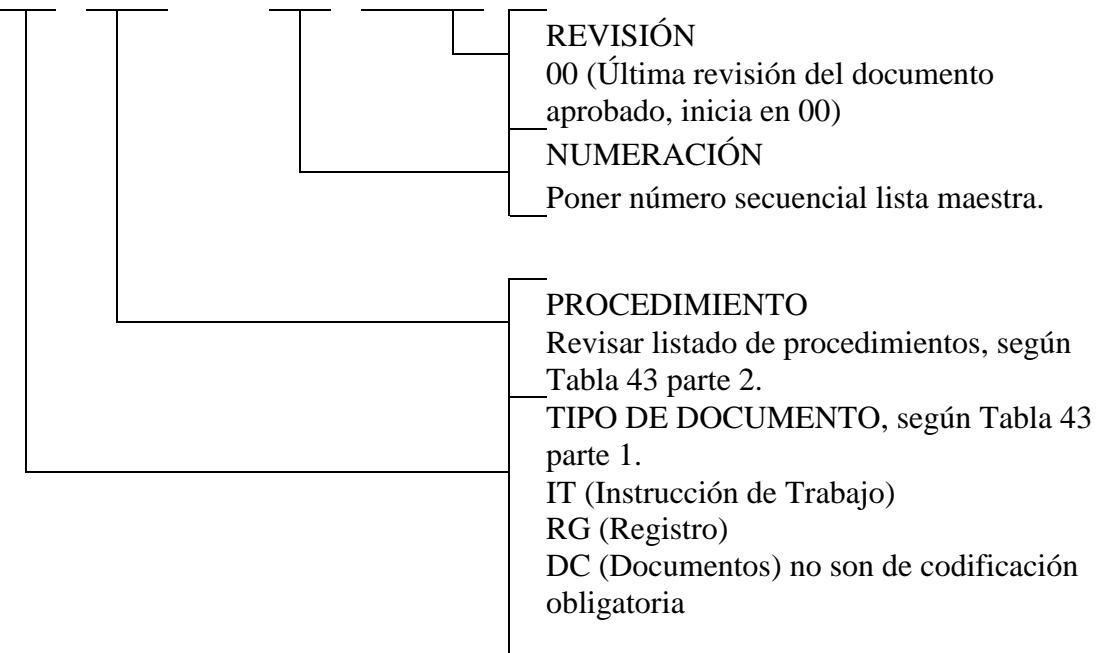 REVISIÓN
00 (Última revisión del documento
aprobado, inicia en 00)
NUMERACIÓN
Poner número secuencial lista maestra.
PROCEDIMIENTO
Revisar listado de procedimientos, según
Tabla 43 parte 2.
TIPO DE DOCUMENTO, según Tabla 43
parte 1.
IT (Instrucción de Trabajo)
RG (Registro)
DC (Documentos) no son de codificación
obligatoria